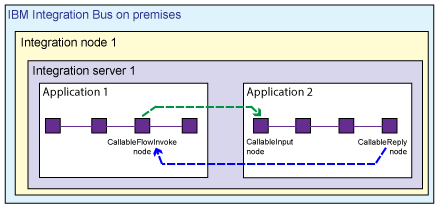 IBM Integration Bus on premises
Integration node 1
Integration server 1
Application 1
Application 2
CallableFlowInvoke
node
CallableInput
node
CallableReply
node